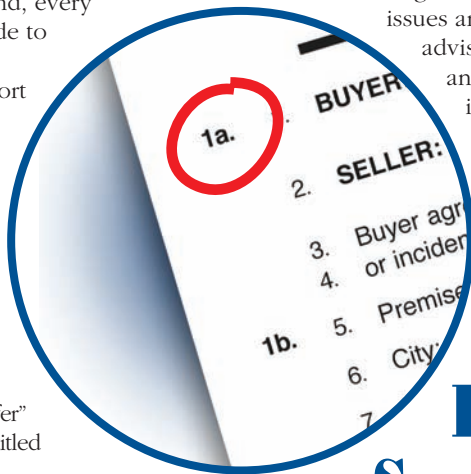 nd, every
de to
ort
issues an
advis
an
i
1a. . BUYER
2. SELLER:
3. Buyer agr
4. or inciden
1b. 5. Premise
6. City:
7
fer"
itled
S